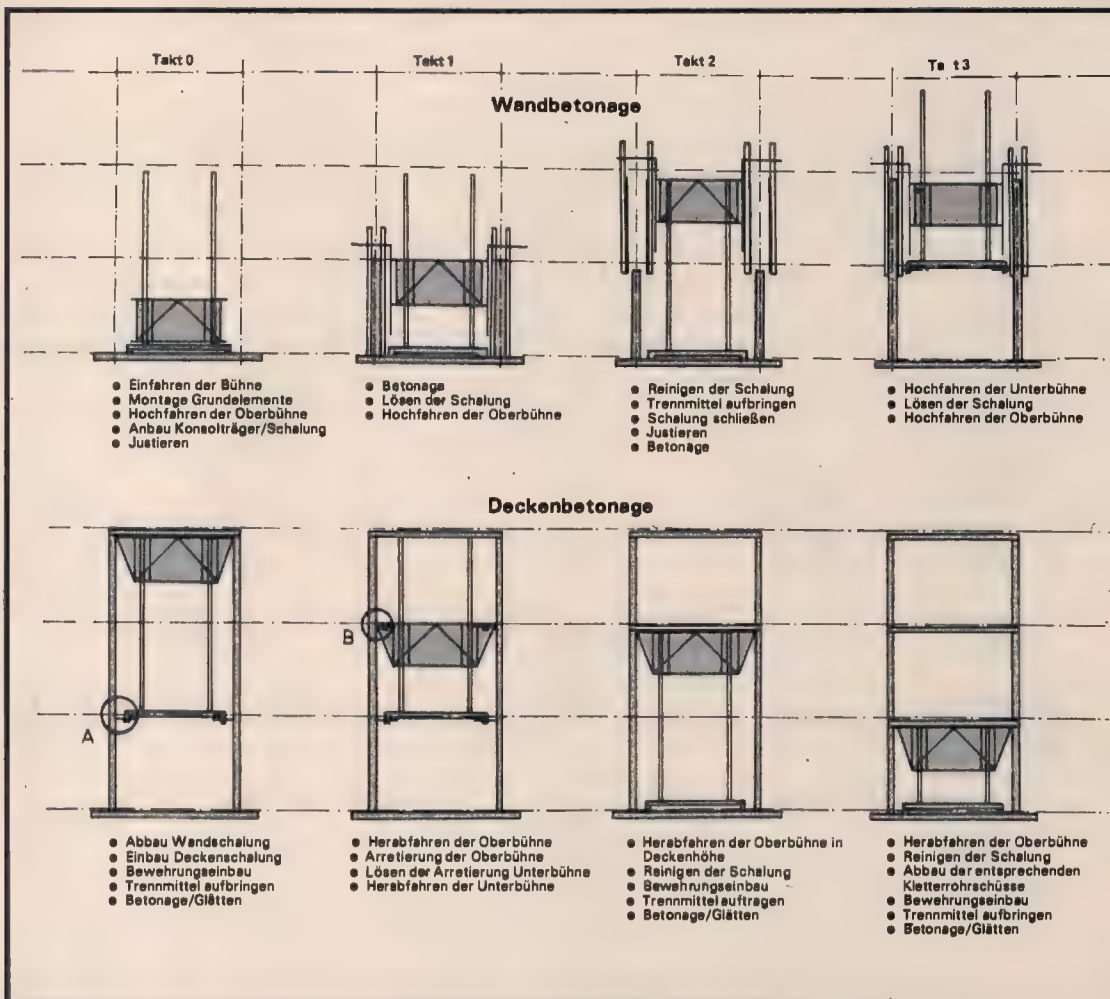 Takt 0
Takt 1
Takt 2
Ta t 3
Wandbetonage
● Einfahren der Bühne
● Montage Grundelemente
● Hochfahren der Oberbühne
● Anbau Konsolträger/Schalung
● Justieren
● Betonage
● Lösen der Schalung
● Hochfahren der Oberbühne
● Reinigen der Schalung
● Trennmittel aufbringen
● Schalung schließen
● Justieren
● Betonage
● Hochfahren der Unterbühne
● Lösen der Schalung
● Hochfahren der Oberbühne
Deckenbetonage
A
B
● Abbau Wandschalung
● Einbau Deckenschalung
● Bewehrungseinbau
● Trennmittel aufbringen
● Betonage/Glätten
● Herabfahren der Oberbühne
● Arretierung der Oberbühne
● Lösen der Arretierung Unterbühne
● Herabfahren der Unterbühne
● Herabfahren der Oberbühne in
Deckenhöhe
● Reinigen der Schalung
● Bewehrungseinbau
● Trennmittel auftragen
● Betonage/Glätten
● Herabfahren der Oberbühne
● Reinigen der Schalung
● Abbau der entsprechenden
Kletterrohrschüsse
● Bewehrungseinbau
● Trennmittel aufbringen
● Betonage/Glätten